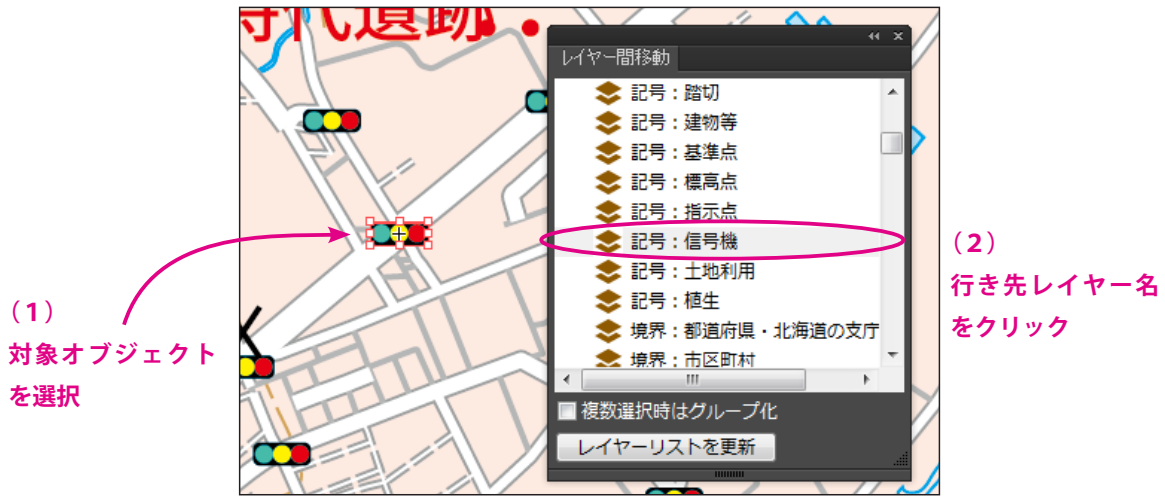 時代遺跡．
レイヤー間移動
記号：踏切
記号：建物等
記号：基準点
記号：標高点
記号：指示点
記号：信号機
記号：土地利用
記号：植生
境界：都道府県・北海道の支庁
境界：市区町村
複数選択時はグループ化
レイヤーリストを更新
（1）
対象オブジェクト
を選択
（2）
行き先レイヤー名
をクリック